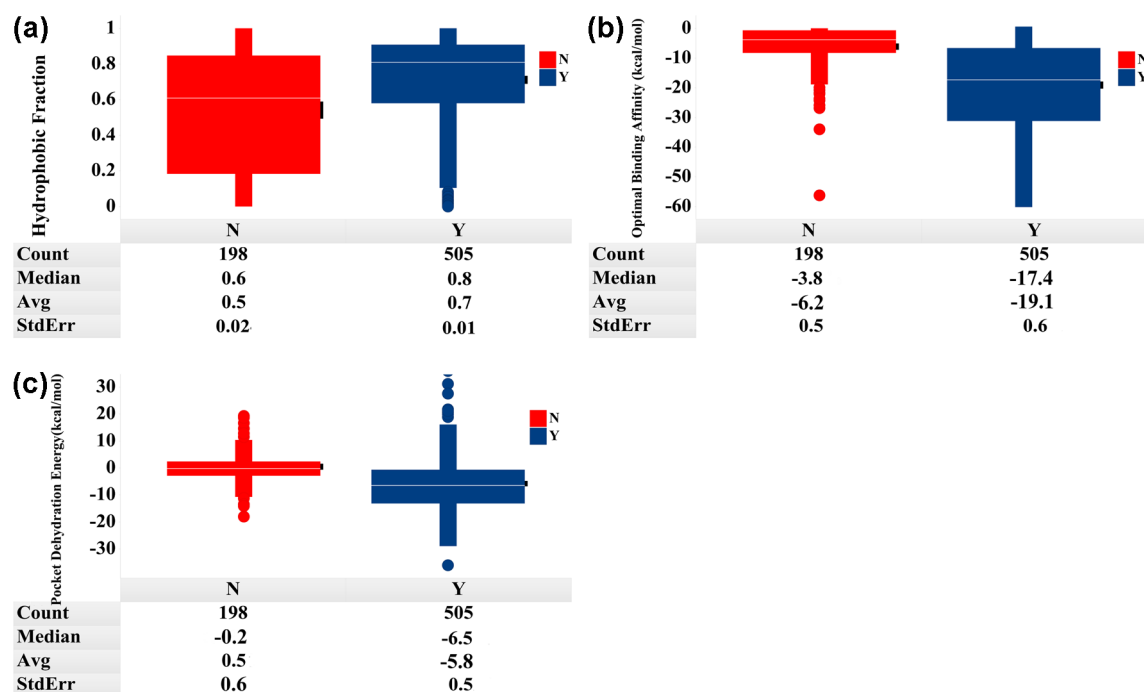 (a)
Hydrophobic Fraction
1
0.8
0.6
0.4
0.2
0
N
Y
N Y
Count 198 505
Median 0.6 0.8
Avg 0.5 0.7
StdErr 0.02 0.01
(b)
Optimal Binding Affinity (kcal/mol)
0
-10
-20
-30
-40
-50
-60
N
Y
N Y
Count 198 505
Median -3.8 -17.4
Avg -6.2 -19.1
StdErr 0.5 0.6
(c)
Pocket Dehydration Energy(kcal/mol)
30
20
10
0
-10
-20
-30
N
Y
N Y
Count 198 505
Median -0.2 -6.5
Avg 0.5 -5.8
StdErr 0.6 0.5